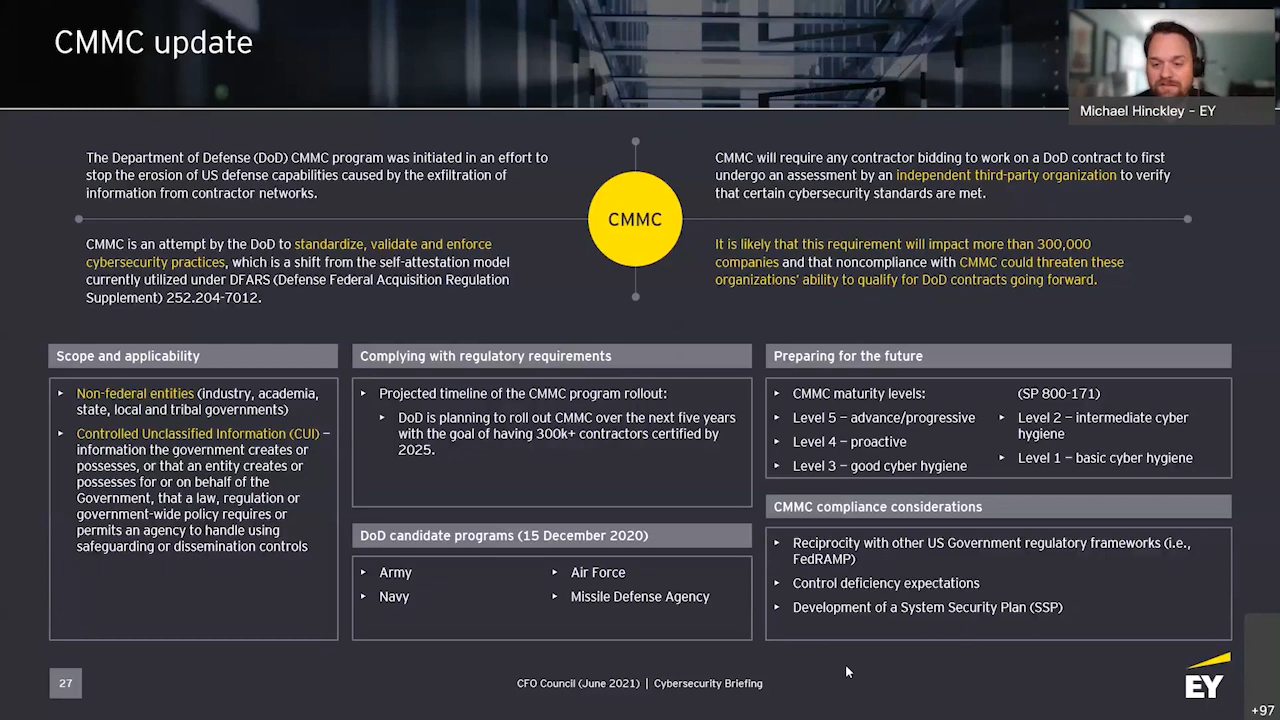 CMMC update
Michael Hinckley – EY
The Department of Defense (DoD) CMMC program was initiated in an effort to
stop the erosion of US defense capabilities caused by the exfiltration of
information from contractor networks.
CMMC will require any contractor bidding to work on a DoD contract to first
undergo an assessment by an independent third-party organization to verify
that certain cybersecurity standards are met.
CMMC
CMMC is an attempt by the DoD to standardize, validate and enforce
cybersecurity practices, which is a shift from the self-attestation model
currently utilized under DFARS (Defense Federal Acquisition Regulation
Supplement) 252.204-7012.
It is likely that this requirement will impact more than 300,000
companies and that noncompliance with CMMC could threaten these
organizations' ability to qualify for DoD contracts going forward.
Scope and applicability
▸ Non-federal entities (industry, academia,
state, local and tribal governments)
▸ Controlled Unclassified Information (CUI) –
information the government creates or
possesses, or that an entity creates or
possesses for or on behalf of the
Government, that a law, regulation or
government-wide policy requires or
permits an agency to handle using
safeguarding or dissemination controls
Complying with regulatory requirements
▸ Projected timeline of the CMMC program rollout:
▸ DoD is planning to roll out CMMC over the next five years
with the goal of having 300k+ contractors certified by
2025.
DoD candidate programs (15 December 2020)
▸ Army
▸ Navy
▸ Air Force
▸ Missile Defense Agency
Preparing for the future
▸ CMMC maturity levels:
▸ Level 5 – advance/progressive
▸ Level 4 – proactive
▸ Level 3 – good cyber hygiene
(SP 800-171)
▸ Level 2 – intermediate cyber
hygiene
▸ Level 1 – basic cyber hygiene
CMMC compliance considerations
▸ Reciprocity with other US Government regulatory frameworks (i.e.,
FedRAMP)
▸ Control deficiency expectations
▸ Development of a System Security Plan (SSP)
27
CFO Council (June 2021) | Cybersecurity Briefing
EY
+97